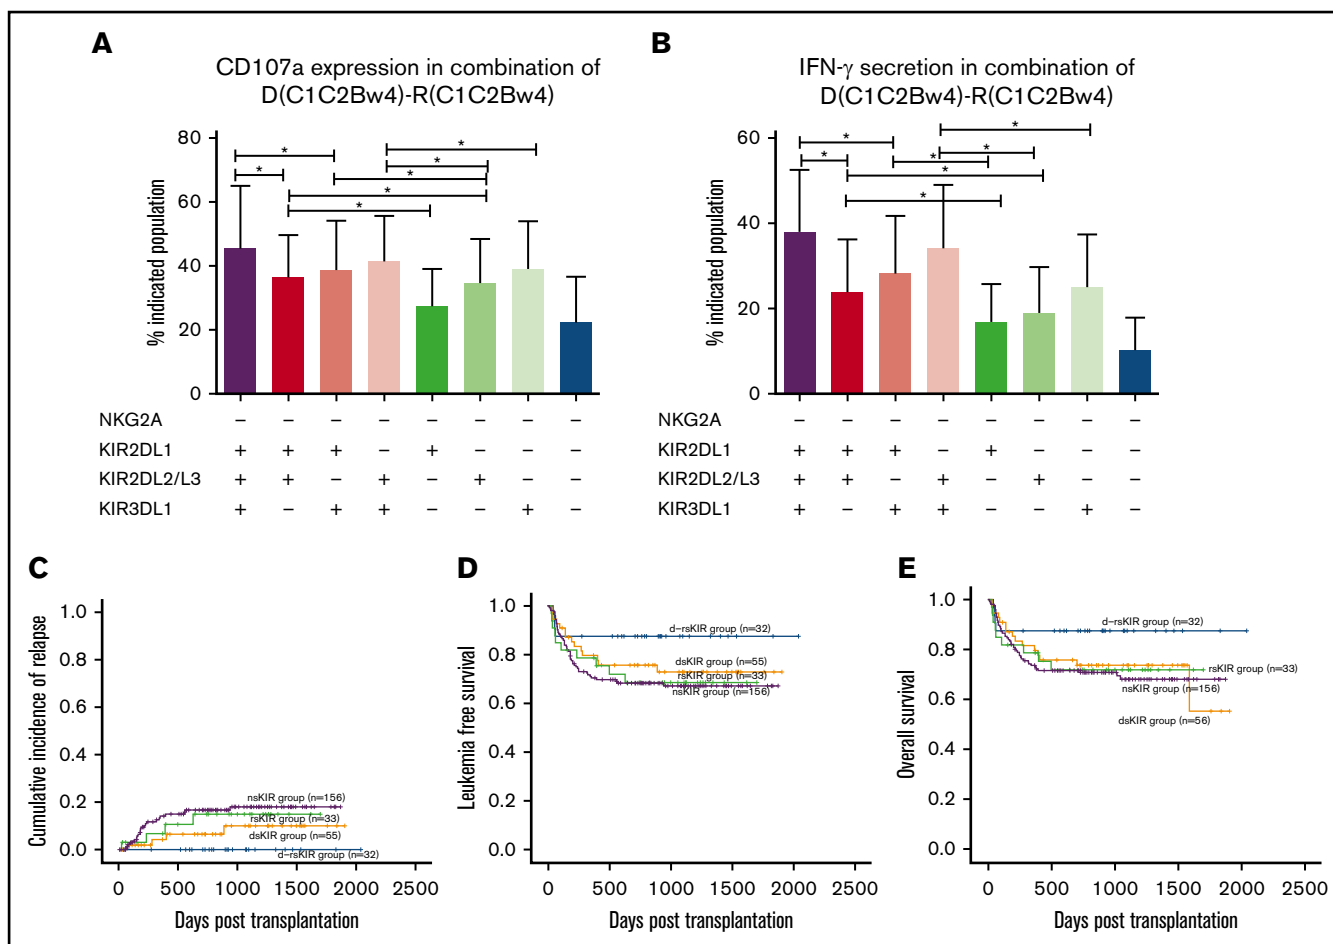 A
CD107a expression in combination of
D(C1C2Bw4)-R(C1C2Bw4)
% indicated population
80
60
40
20
0
* * * * * * *
NKG2A − − − − − − − −
KIR2DL1 + + + − + − − −
KIR2DL2/L3 + + − + − + − −
KIR3DL1 + − + + − − + −
B
IFN-γ secretion in combination of
D(C1C2Bw4)-R(C1C2Bw4)
% indicated population
60
40
20
0
* * * * * * *
NKG2A − − − − − − − −
KIR2DL1 + + + − + − − −
KIR2DL2/L3 + + − + − + − −
KIR3DL1 + − + + − − + −
C
Cumulative incidence of relapse
1.0
0.8
0.6
0.4
0.2
0.0
nsKIR group (n=156)
rsKIR group (n=33)
dsKIR group (n=55)
d−rsKIR group (n=32)
0 500 1000 1500 2000 2500
Days post transplantation
D
Leukemia free survival
1.0
0.8
0.6
0.4
0.2
0.0
d−rsKIR group (n=32)
dsKIR group (n=55)
rsKIR group (n=33)
nsKIR group (n=156)
0 500 1000 1500 2000 2500
Days post transplantation
E
Overall survival
1.0
0.8
0.6
0.4
0.2
0.0
d−rsKIR group (n=32)
rsKIR group (n=33)
nsKIR group (n=156)
dsKIR group (n=56)
0 500 1000 1500 2000 2500
Days post transplantation